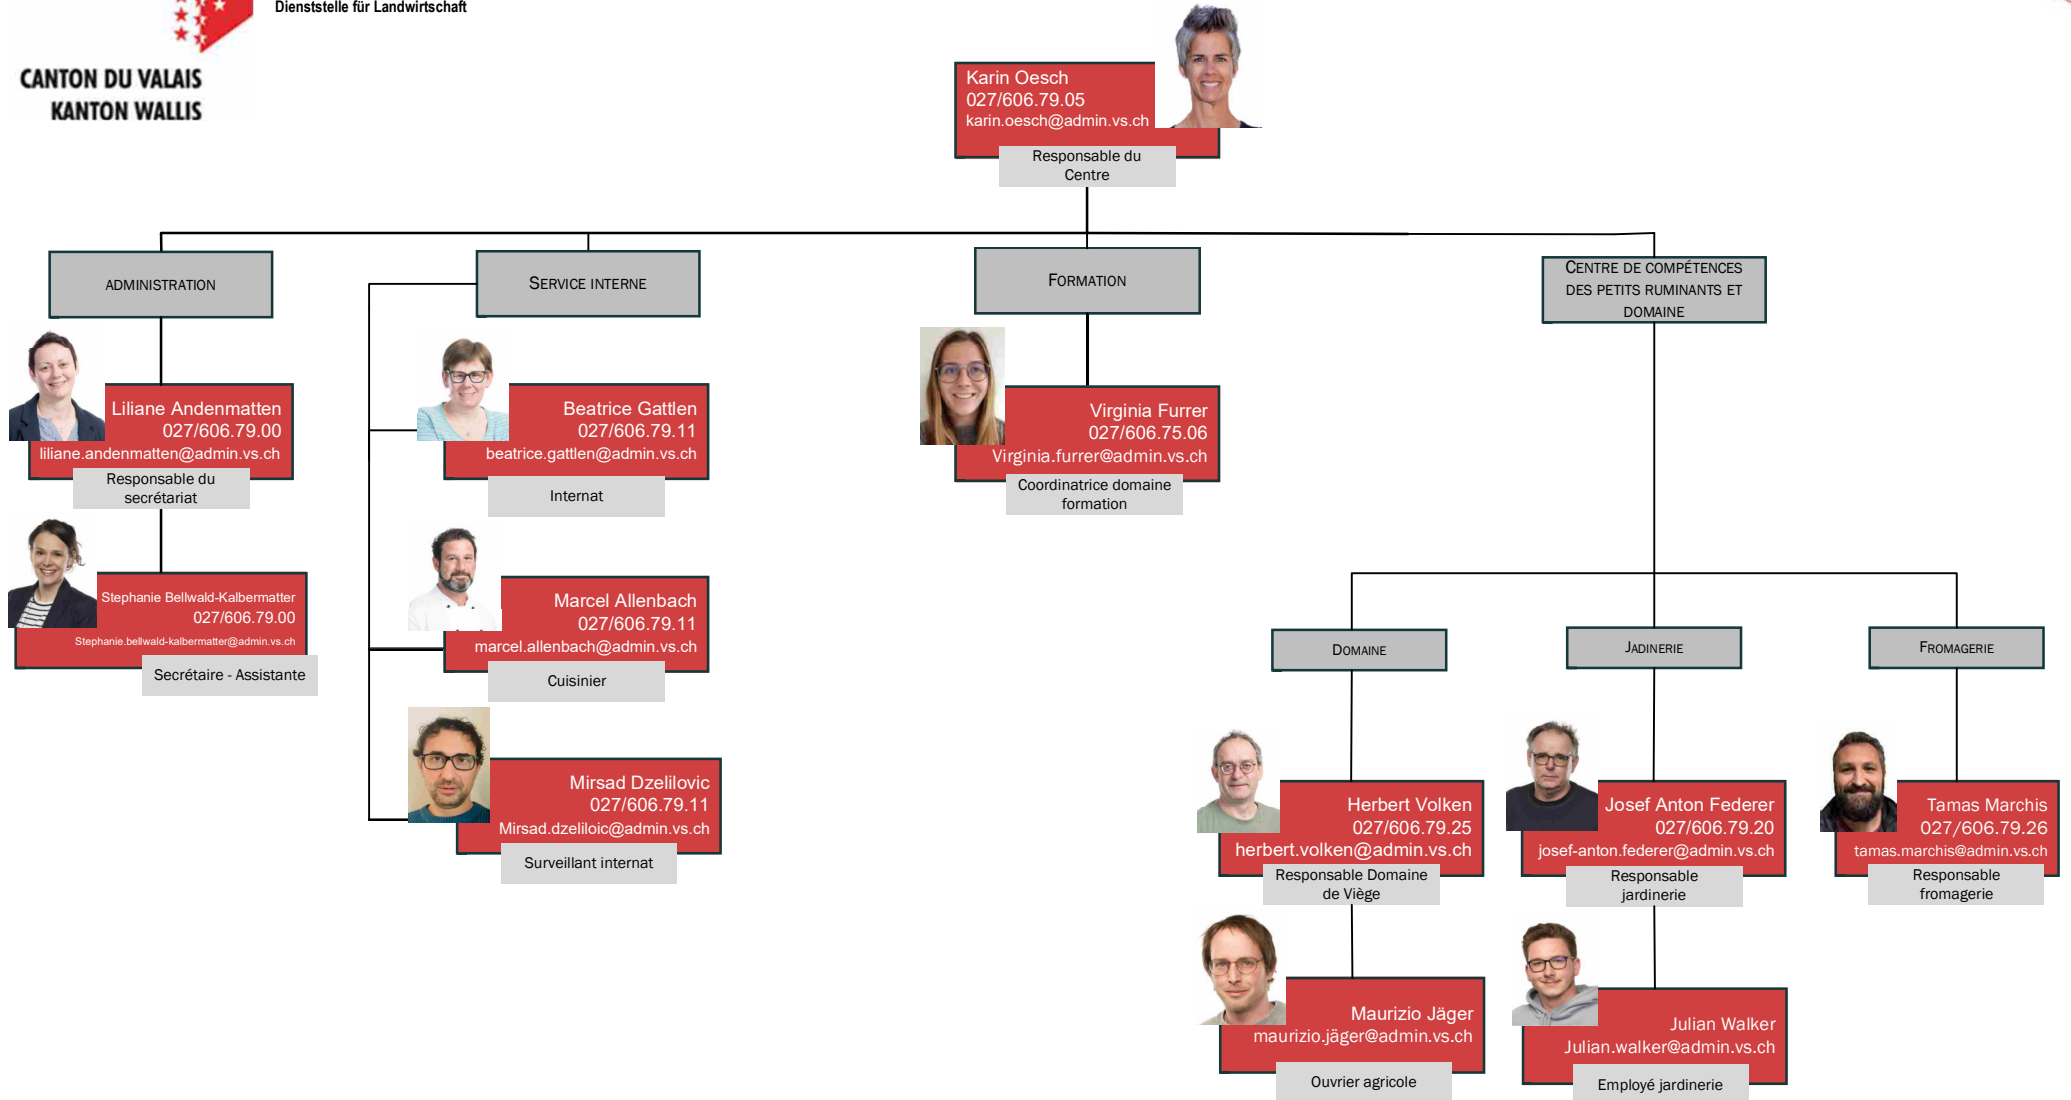 Dienststelle für Landwirtschaft
CANTON DU VALAIS
KANTON WALLIS
Karin Oesch
027/606.79.05
karin.oesch@admin.vs.ch
Responsable du
Centre
ADMINISTRATION
SERVICE INTERNE
FORMATION
CENTRE DE COMPÉTENCES
DES PETITS RUMINANTS ET
DOMAINE
Liliane Andenmatten
027/606.79.00
liliane.andenmatten@admin.vs.ch
Responsable du
secrétariat
Stephanie Bellwald-Kalbermatter
027/606.79.00
Stephanie.bellwald-kalbermatter@admin.vs.ch
Secrétaire - Assistante
Beatrice Gattlen
027/606.79.11
beatrice.gattlen@admin.vs.ch
Internat
Marcel Allenbach
027/606.79.11
marcel.allenbach@admin.vs.ch
Cuisinier
Mirsad Dzelilovic
027/606.79.11
Mirsad.dzeliloic@admin.vs.ch
Surveillant internat
Virginia Furrer
027/606.75.06
Virginia.furrer@admin.vs.ch
Coordinatrice domaine
formation
DOMAINE
JADINERIE
FROMAGERIE
Herbert Volken
027/606.79.25
herbert.volken@admin.vs.ch
Responsable Domaine
de Viège
Maurizio Jäger
maurizio.jäger@admin.vs.ch
Ouvrier agricole
Josef Anton Federer
027/606.79.20
josef-anton.federer@admin.vs.ch
Responsable
jardinerie
Julian Walker
Julian.walker@admin.vs.ch
Employé jardinerie
Tamas Marchis
027/606.79.26
tamas.marchis@admin.vs.ch
Responsable
fromagerie